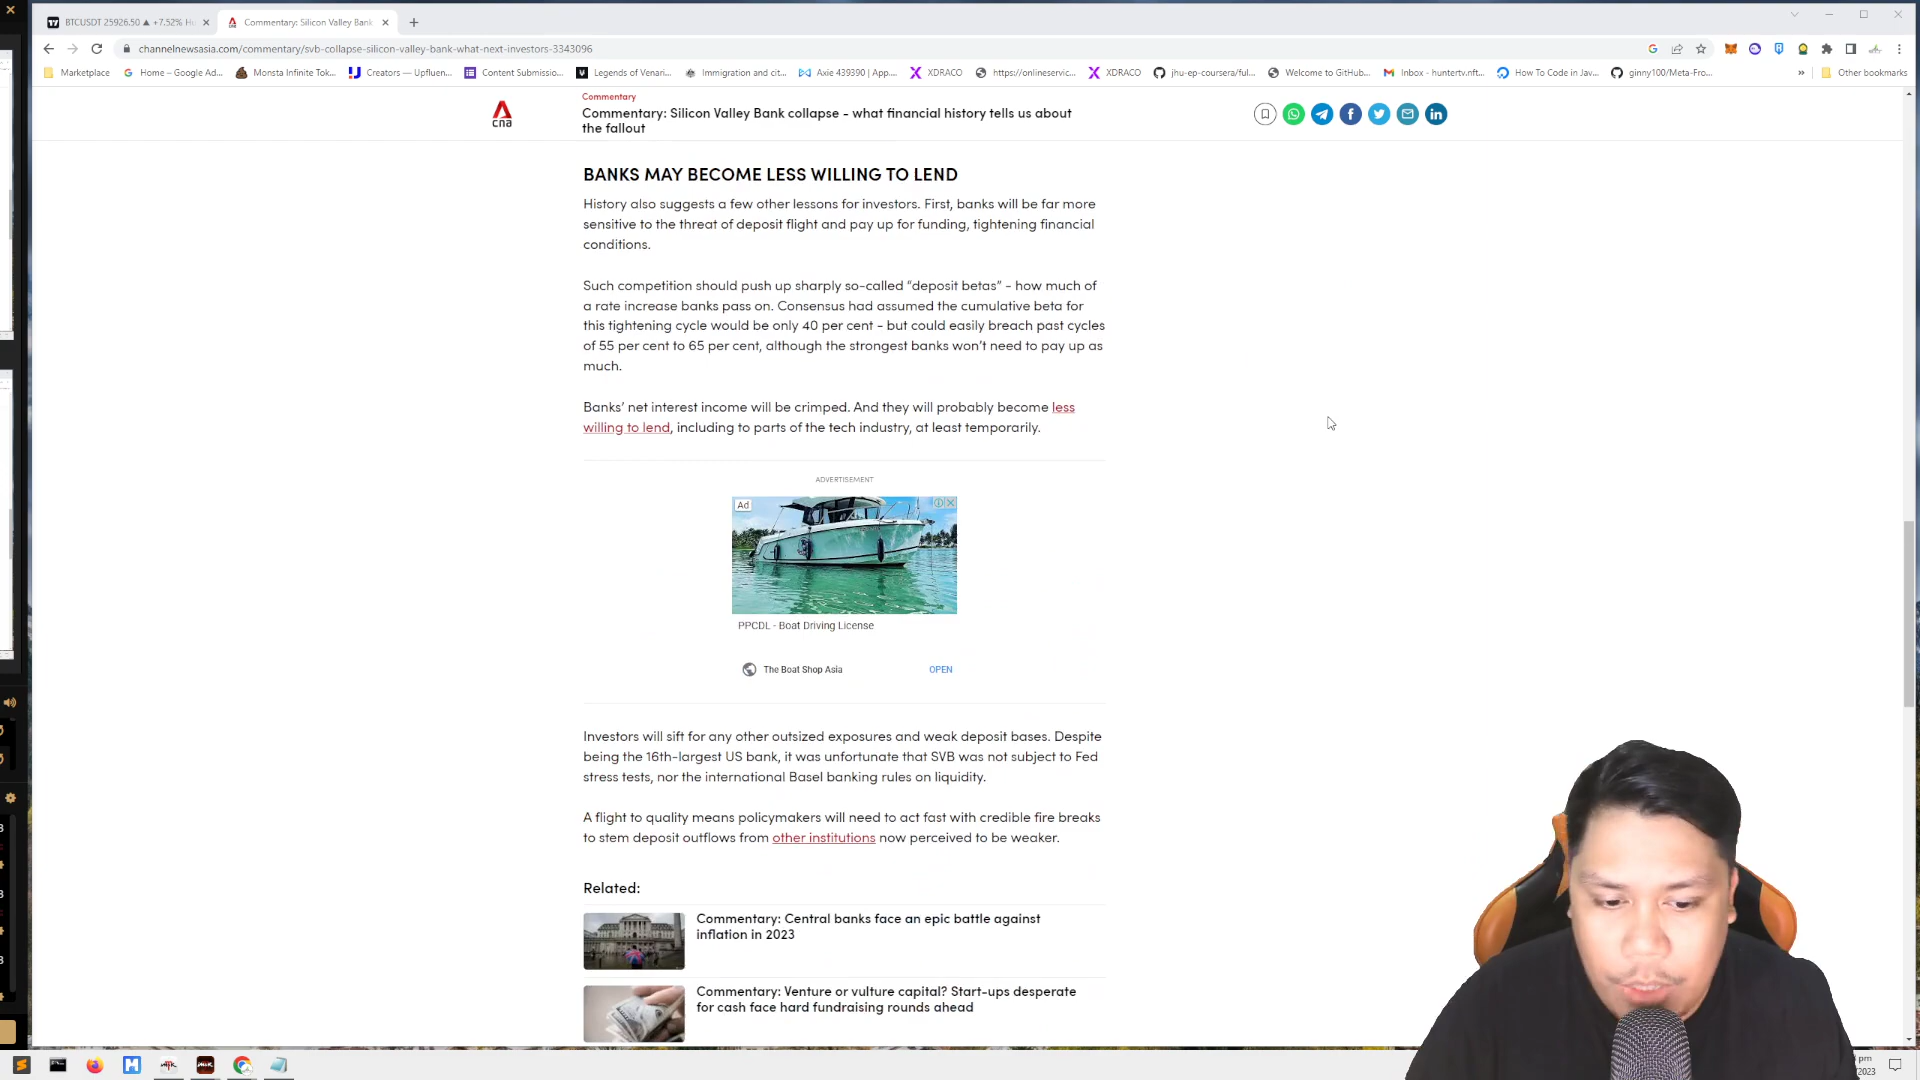 BTCUSDT 25926.50 ▲ +7.52%
Commentary: Silicon Valley Bank
channelnewsasia.com/commentary/svb-collapse-silicon-valley-bank-what-next-investors-3343096
Marketplace
Home – Google Ad...
Monsta Infinite Tok...
Creators — Upfluen...
Content Submissio...
Legends of Venari...
Immigration and cit...
Axie 439390 | App....
XDRACO
https://onlineservic...
XDRACO
jhu-ep-coursera/ful...
Welcome to GitHub...
Inbox - huntertv.nft...
How To Code in Jav...
ginny100/Meta-Fro...
»
Other bookmarks
cna
Commentary
Commentary: Silicon Valley Bank collapse - what financial history tells us about
the fallout
BANKS MAY BECOME LESS WILLING TO LEND
History also suggests a few other lessons for investors. First, banks will be far more
sensitive to the threat of deposit flight and pay up for funding, tightening financial
conditions.
Such competition should push up sharply so-called “deposit betas” - how much of
a rate increase banks pass on. Consensus had assumed the cumulative beta for
this tightening cycle would be only 40 per cent - but could easily breach past cycles
of 55 per cent to 65 per cent, although the strongest banks won’t need to pay up as
much.
Banks’ net interest income will be crimped. And they will probably become less
willing to lend, including to parts of the tech industry, at least temporarily.
ADVERTISEMENT
Ad
PPCDL - Boat Driving License
The Boat Shop Asia
OPEN
Investors will sift for any other outsized exposures and weak deposit bases. Despite
being the 16th-largest US bank, it was unfortunate that SVB was not subject to Fed
stress tests, nor the international Basel banking rules on liquidity.
A flight to quality means policymakers will need to act fast with credible fire breaks
to stem deposit outflows from other institutions now perceived to be weaker.
Related:
Commentary: Central banks face an epic battle against
inflation in 2023
Commentary: Venture or vulture capital? Start-ups desperate
for cash face hard fundraising rounds ahead
pm
/2023